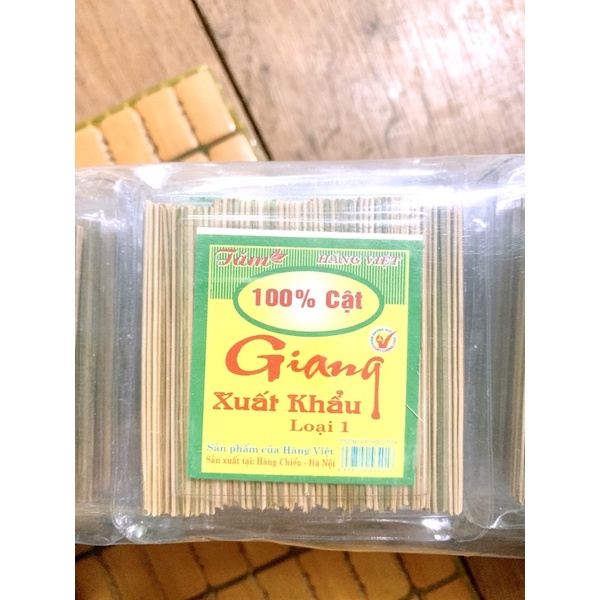 Tăm
HÀNG VIỆT
100% Cật
Giang
Xuất Khẩu
Loại 1
Sản phẩm của Hàng Việt
Sản xuất tại: Hàng Chiếu - Hà Nội